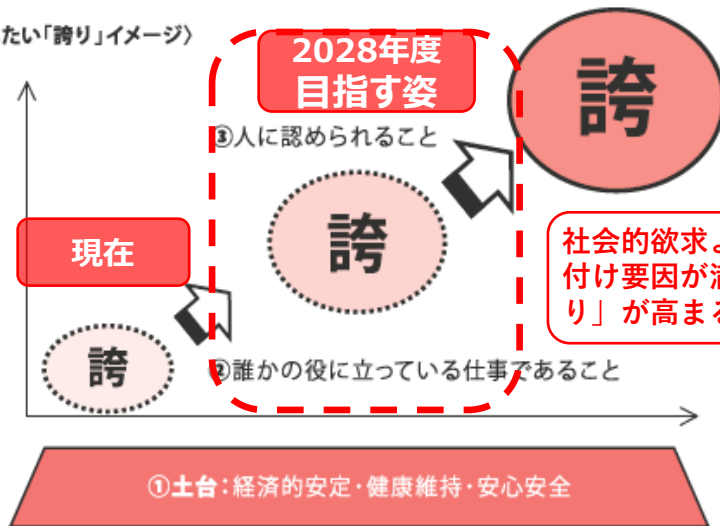 たい「誇り」イメージ〉
2028年度
目指す姿
誇
③人に認められること
誇
現在
社会的欲求
付け要因が
り」が高まる
誇
②誰かの役に立っている仕事であること
①土台：経済的安定・健康維持・安心安全